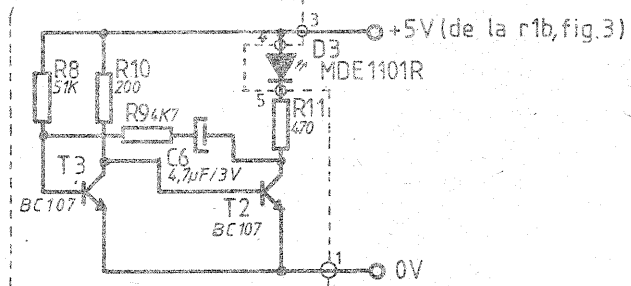 3
+5V (de la r1b, fig.3)
4
D3
MDE1101R
R8
51K
R10
200
R9 4K7
5
R11
470
C6
4,7µF/3V
T3
BC107
T2
BC107
1
0V